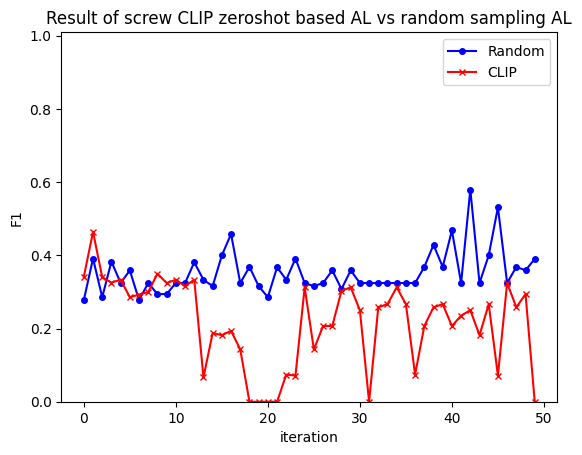 Result of screw CLIP zeroshot based AL vs random sampling AL
1.0
0.8
0.6
0.4
0.2
0.0
F1
Random
CLIP
0 10 20 30 40 50
iteration